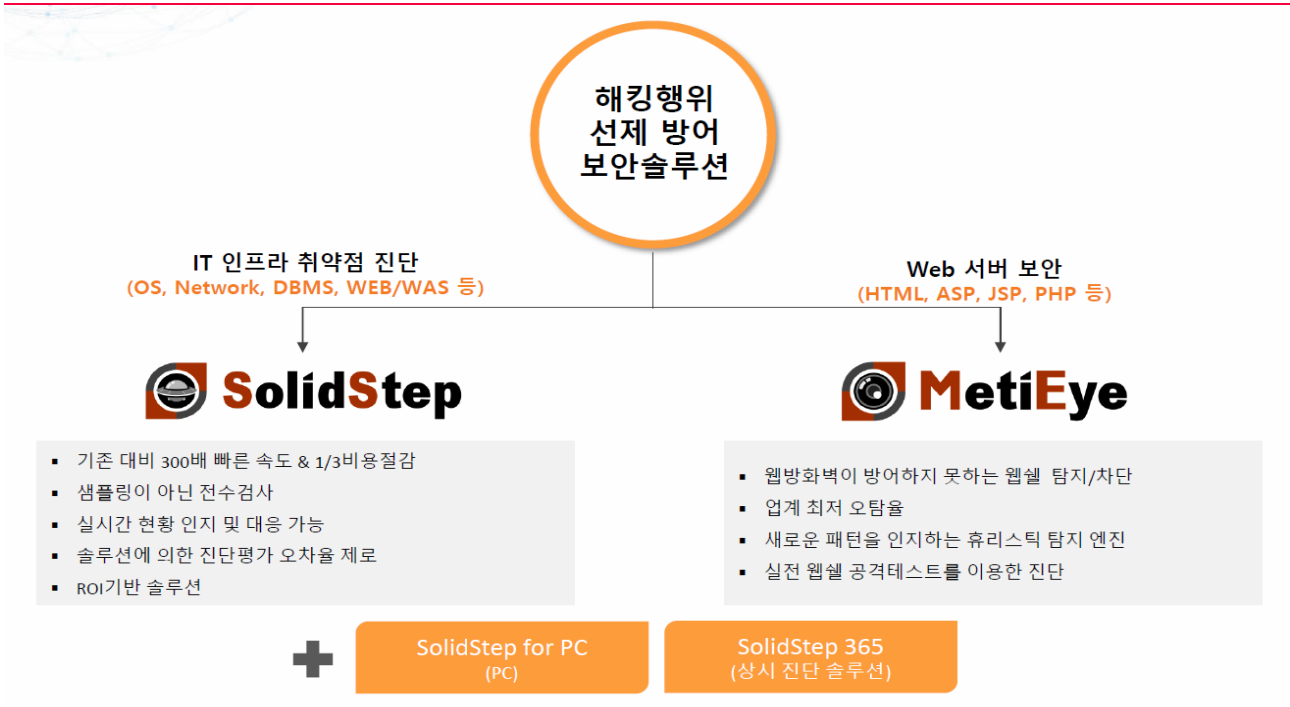 해킹행위
선제 방어
보안솔루션
IT 인프라 취약점 진단
(OS, Network, DBMS, WEB/WAS 등)
Web 서버 보안
(HTML, ASP, JSP, PHP 등)
SolidStep
MetiEye
▪ 기존 대비 300배 빠른 속도 & 1/3비용절감
▪ 샘플링이 아닌 전수검사
▪ 실시간 현황 인지 및 대응 가능
▪ 솔루션에 의한 진단평가 오차율 제로
▪ ROI기반 솔루션
▪ 웹방화벽이 방어하지 못하는 웹쉘 탐지/차단
▪ 업계 최저 오탐율
▪ 새로운 패턴을 인지하는 휴리스틱 탐지 엔진
▪ 실전 웹쉘 공격테스트를 이용한 진단
SolidStep for PC
(PC)
SolidStep 365
(상시 진단 솔루션)